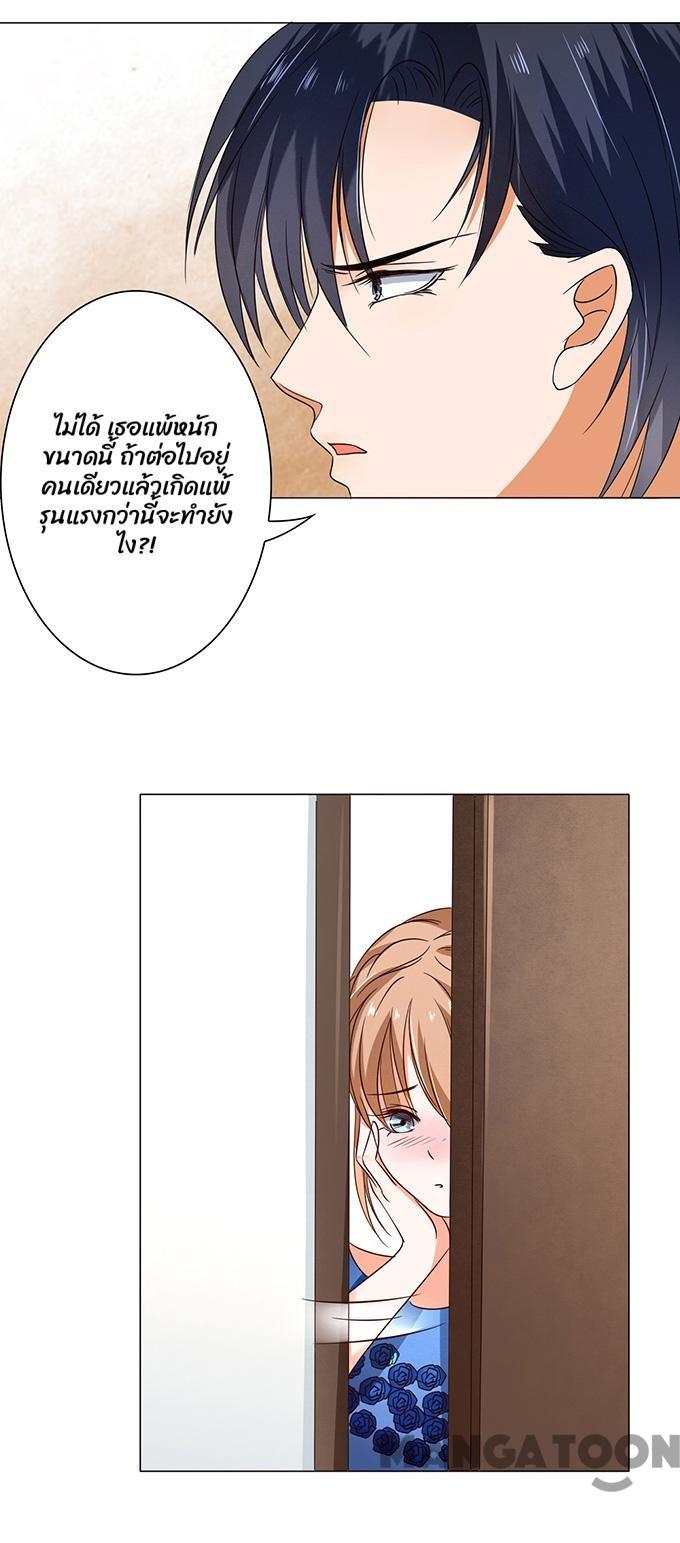 ไม่ได้ เธอแพ้หนัก
ขนาดนี้ ถ้าต่อไปอยู่
คนเดียวแล้วเกิดแพ้
รุนแรงกว่านี้จะทำยัง
ไง?!
MANGATOON